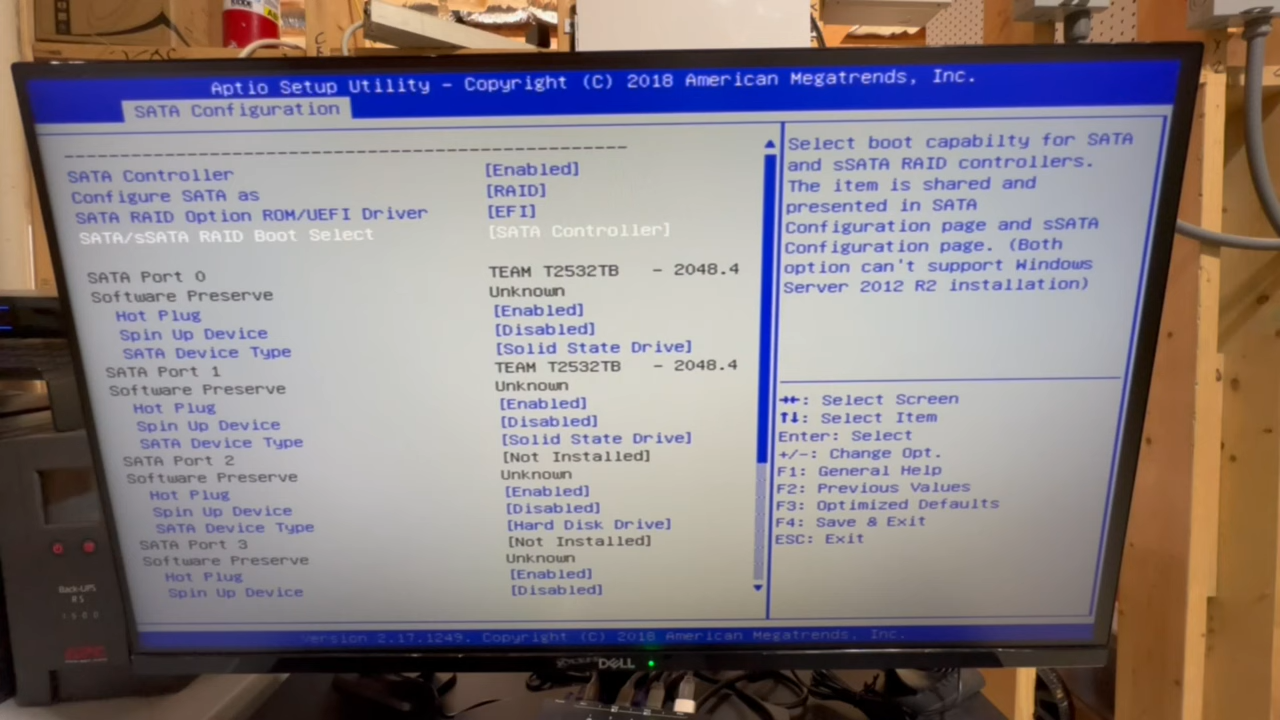 Aptio Setup Utility - Copyright (C) 2018 American Megatrends, Inc.
SATA Configuration
------------------------------------------------------
SATA Controller [Enabled]
Configure SATA as [RAID]
SATA RAID Option ROM/UEFI Driver [EFI]
SATA/sSATA RAID Boot Select [SATA Controller]
SATA Port 0 TEAM T2532TB - 2048.4
Software Preserve Unknown
Hot Plug [Enabled]
Spin Up Device [Disabled]
SATA Device Type [Solid State Drive]
SATA Port 1 TEAM T2532TB - 2048.4
Software Preserve Unknown
Hot Plug [Enabled]
Spin Up Device [Disabled]
SATA Device Type [Solid State Drive]
SATA Port 2 [Not Installed]
Software Preserve Unknown
Hot Plug [Enabled]
Spin Up Device [Disabled]
SATA Device Type [Hard Disk Drive]
SATA Port 3 [Not Installed]
Software Preserve Unknown
Hot Plug [Enabled]
Spin Up Device [Disabled]
Select boot capabilty for SATA
and sSATA RAID controllers.
The item is shared and
presented in SATA
Configuration page and sSATA
Configuration page. (Both
option can't support Windows
Server 2012 R2 installation)
→←: Select Screen
↑↓: Select Item
Enter: Select
+/-: Change Opt.
F1: General Help
F2: Previous Values
F3: Optimized Defaults
F4: Save & Exit
ESC: Exit
Version 2.17.1249. Copyright (C) 2018 American Megatrends, Inc.
DELL
Back-UPS
RS
1500
APC